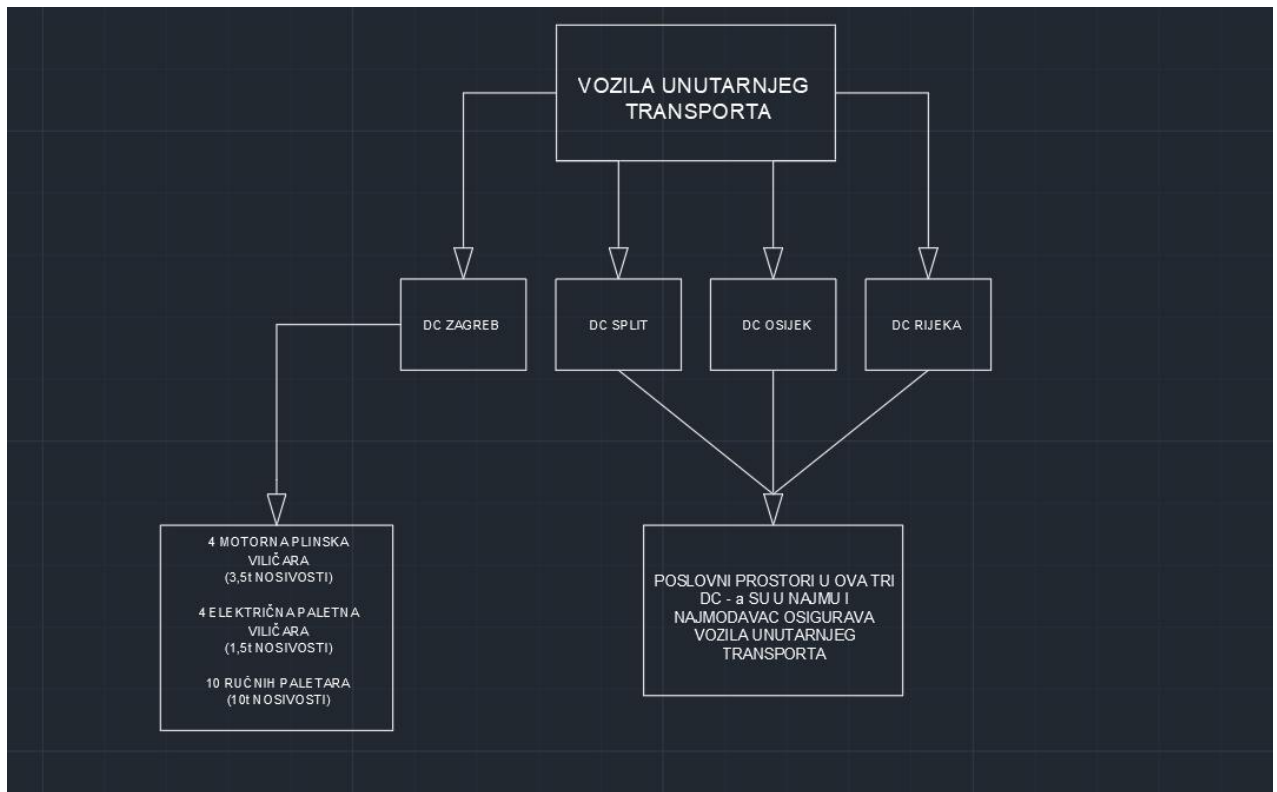 VOZILA UNUTARNJEG
TRANSPORTA
DC ZAGREB
DC SPLIT
DC OSIJEK
DC RIJEKA
4 MOTORNA PLINSKA
VILIČARA
(3,5t NOSIVOSTI)
4 ELEKTRIČNA PALETNA
VILIČARA
(1,5t NOSIVOSTI)
10 RUČNIH PALETARA
(10t NOSIVOSTI)
POSLOVNI PROSTORI U OVA TRI
DC - a SU U NAJMU I
NAJMODAVAC OSIGURAVA
VOZILA UNUTARNJEG
TRANSPORTA